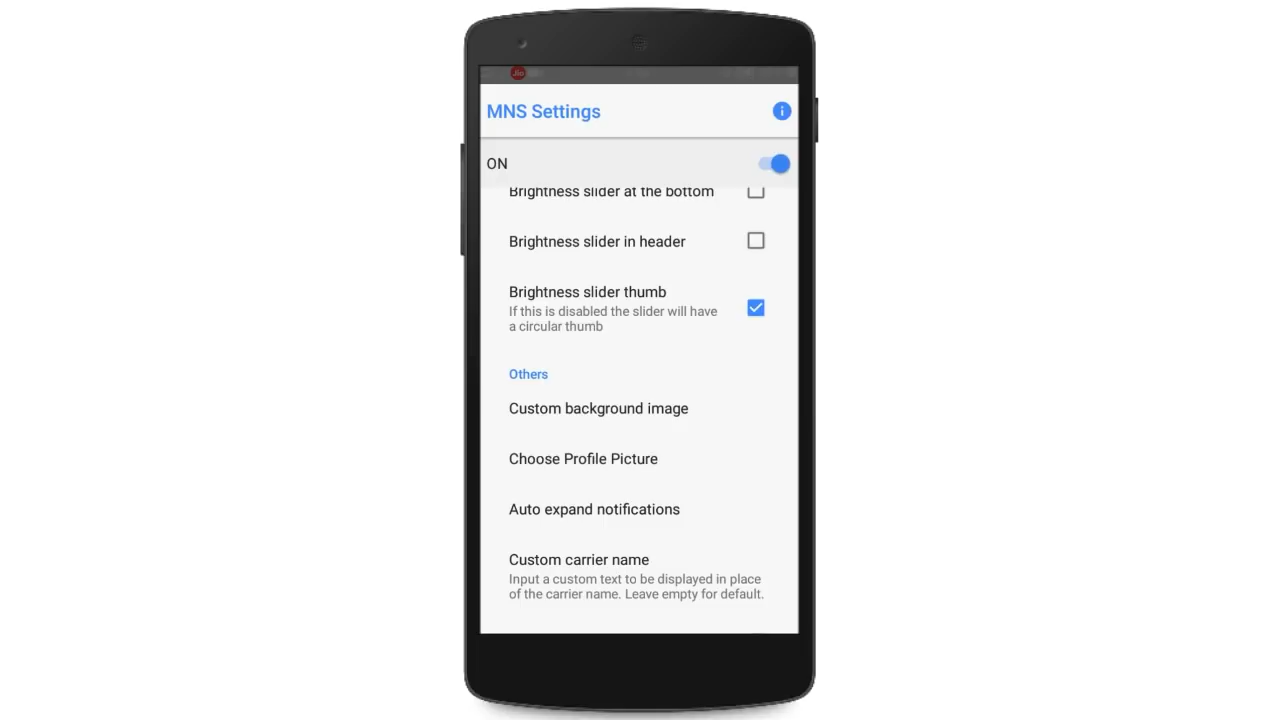 Jio
MNS Settings
ON
Brightness slider at the bottom
Brightness slider in header
Brightness slider thumb
If this is disabled the slider will have
a circular thumb
Others
Custom background image
Choose Profile Picture
Auto expand notifications
Custom carrier name
Input a custom text to be displayed in place
of the carrier name. Leave empty for default.